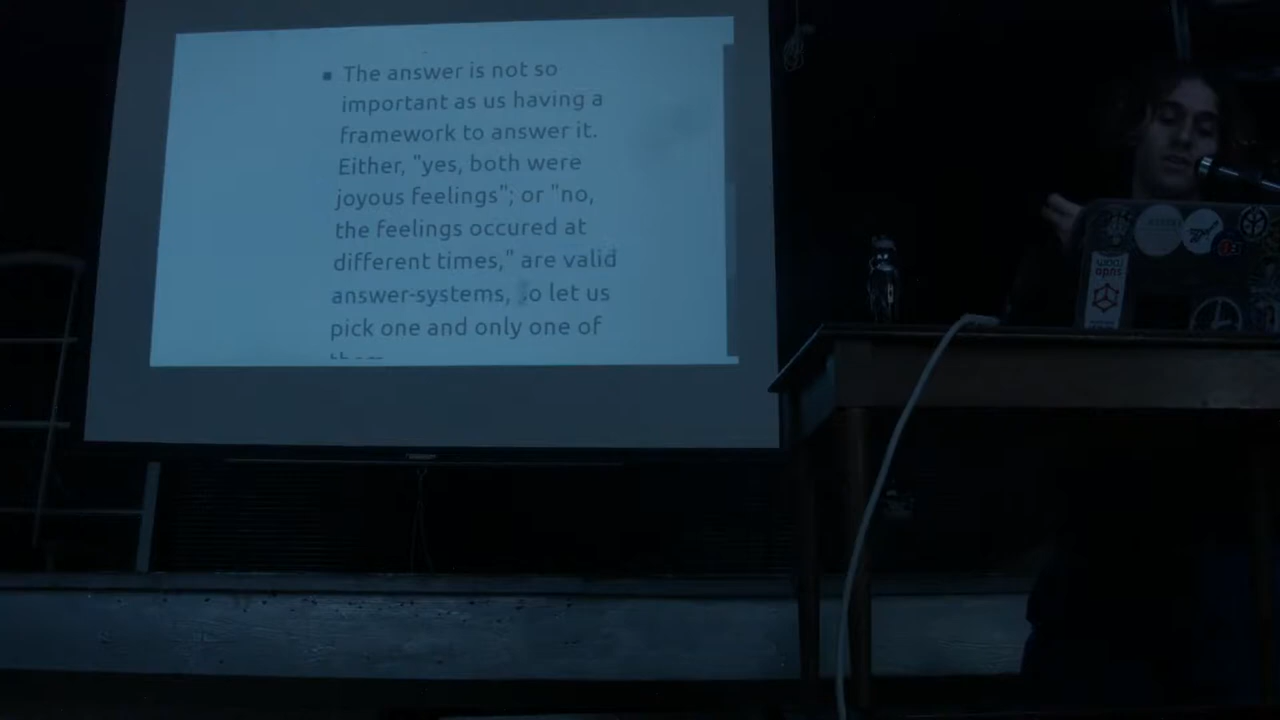 The answer is not so
important as us having a
framework to answer it.
Either, "yes, both were
joyous feelings"; or "no,
the feelings occured at
different times," are valid
answer-systems, so let us
pick one and only one of
them